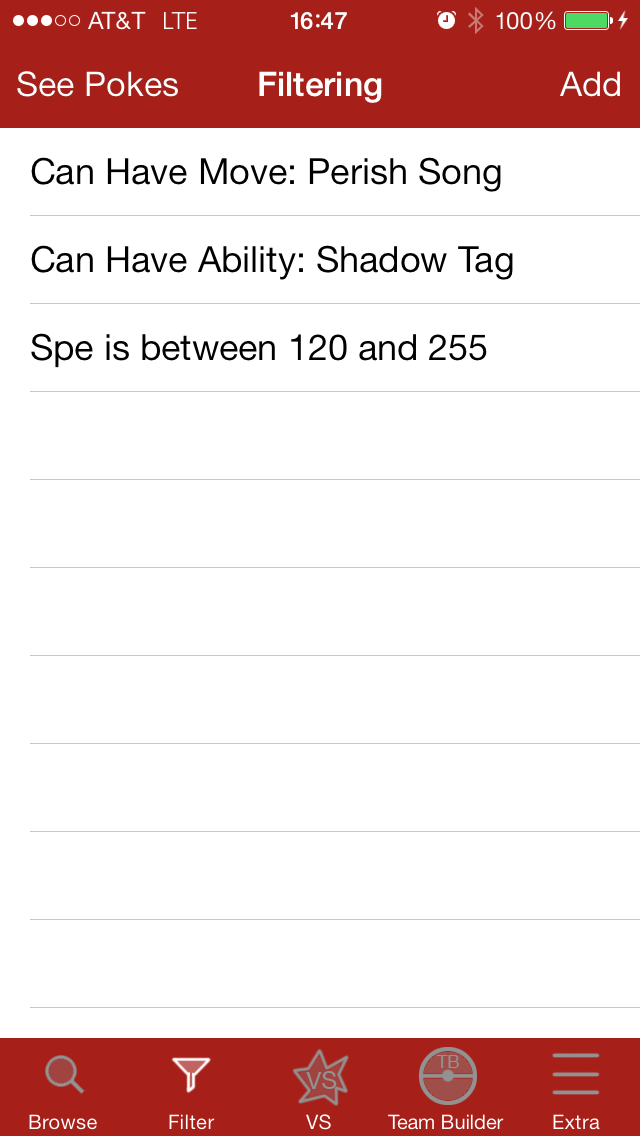 AT&T LTE 16:47 100%
See Pokes Filtering Add
Can Have Move: Perish Song
Can Have Ability: Shadow Tag
Spe is between 120 and 255
VS TB
Browse Filter VS Team Builder Extra